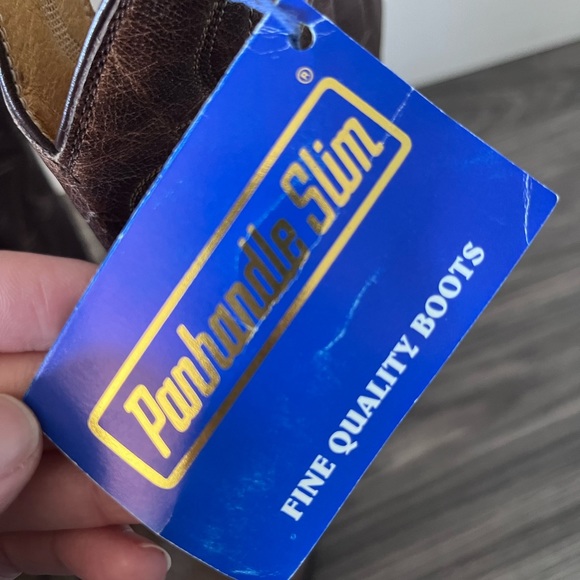 ®
Panhandle Slim
FINE QUALITY BOOTS